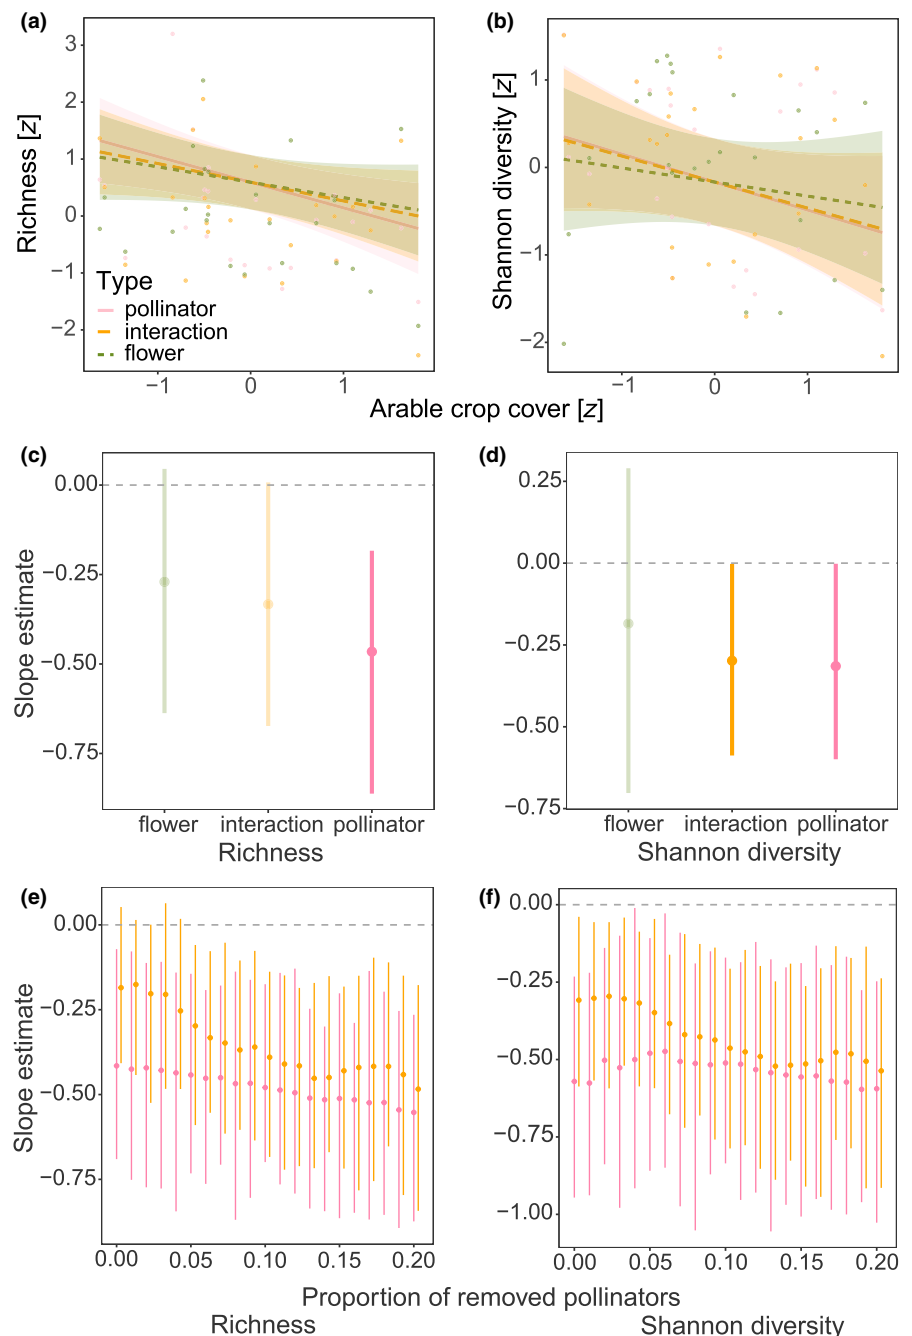 (a)
Richness [z]
3
2
1
0
−1
−2
Type
pollinator
interaction
flower
−1
0
1
(b)
Shannon diversity [z]
1
0
−1
−2
−1
0
1
Arable crop cover [z]
(c)
Slope estimate
0.00
−0.25
−0.50
−0.75
flower interaction pollinator
Richness
(d)
0.25
0.00
−0.25
−0.50
−0.75
flower interaction pollinator
Shannon diversity
(e)
Slope estimate
0.00
−0.25
−0.50
−0.75
0.00 0.05 0.10 0.15 0.20
(f)
0.00
−0.25
−0.50
−0.75
−1.00
0.00 0.05 0.10 0.15 0.20
Proportion of removed pollinators
Richness
Shannon diversity